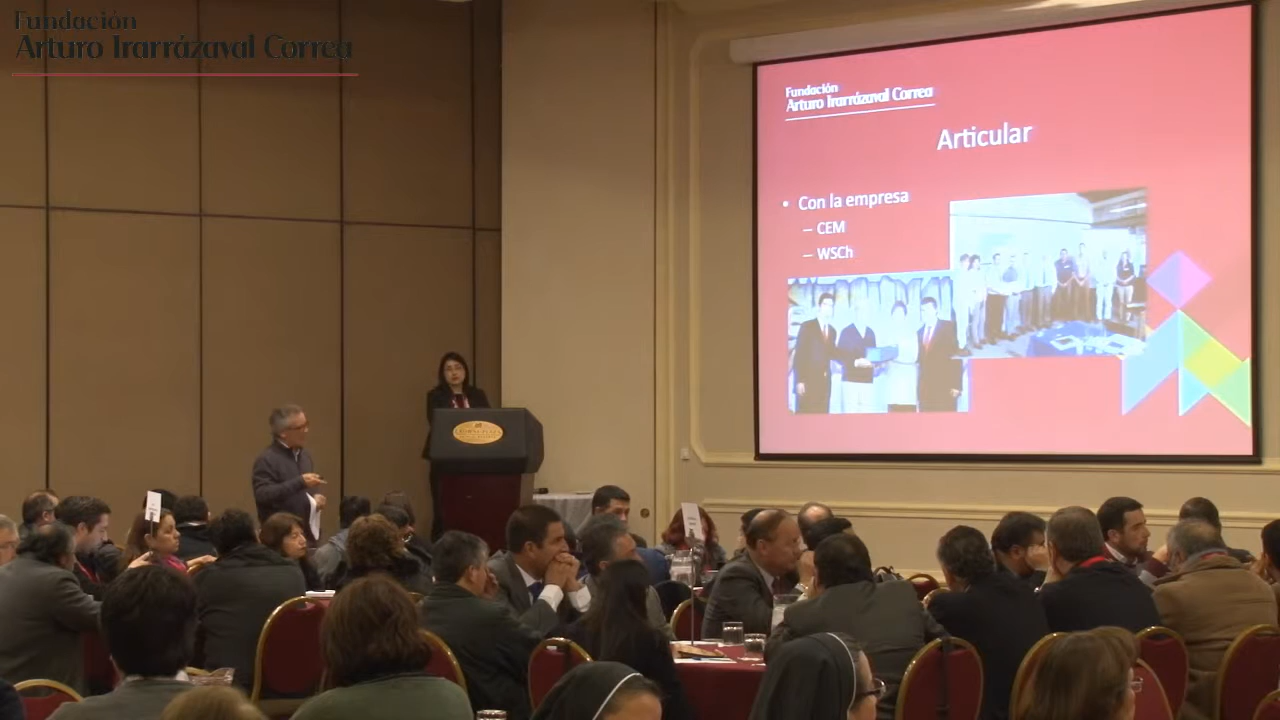 Fundación
Arturo Irarrázaval Correa
Fundación
Arturo Irarrázaval Correa
Articular
• Con la empresa
– CEM
– WSCh